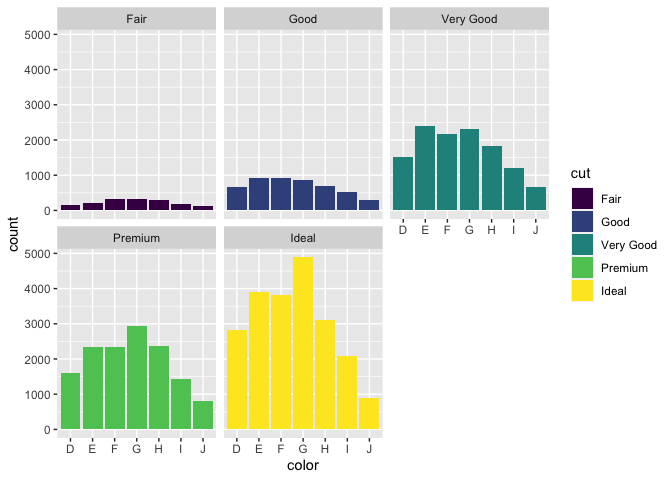 Fair
Good
Very Good
5000
4000
3000
2000
1000
0
D E F G H I J
Premium
Ideal
5000
4000
3000
2000
1000
0
D E F G H I J
D E F G H I J
count
color
cut
Fair
Good
Very Good
Premium
Ideal